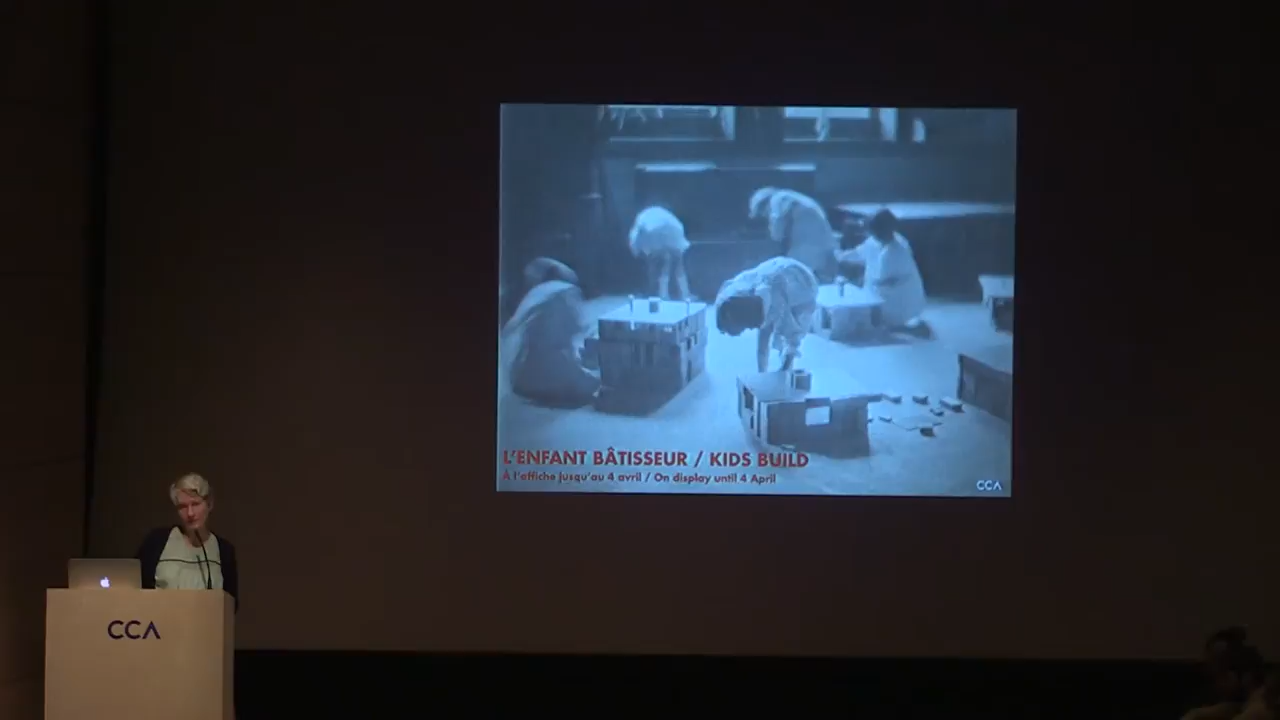 L'ENFANT BÂTISSEUR / KIDS BUILD
À l'affiche jusqu'au 4 avril / On display until 4 April
CCA
CCA